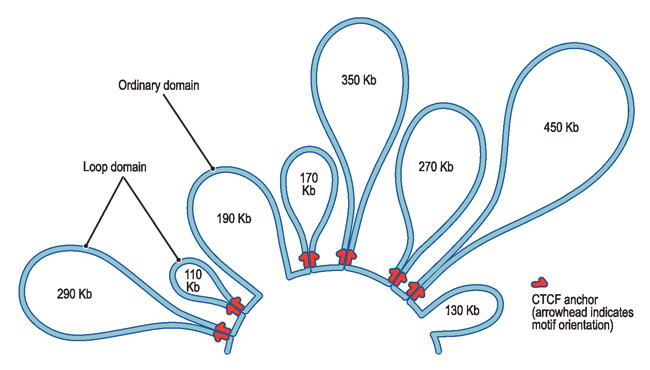 350 Kb
Ordinary domain
450 Kb
Loop domain
270 Kb
170
Kb
190 Kb
110
Kb
290 Kb
130 Kb
CTCF anchor
(arrowhead indicates
motif orientation)